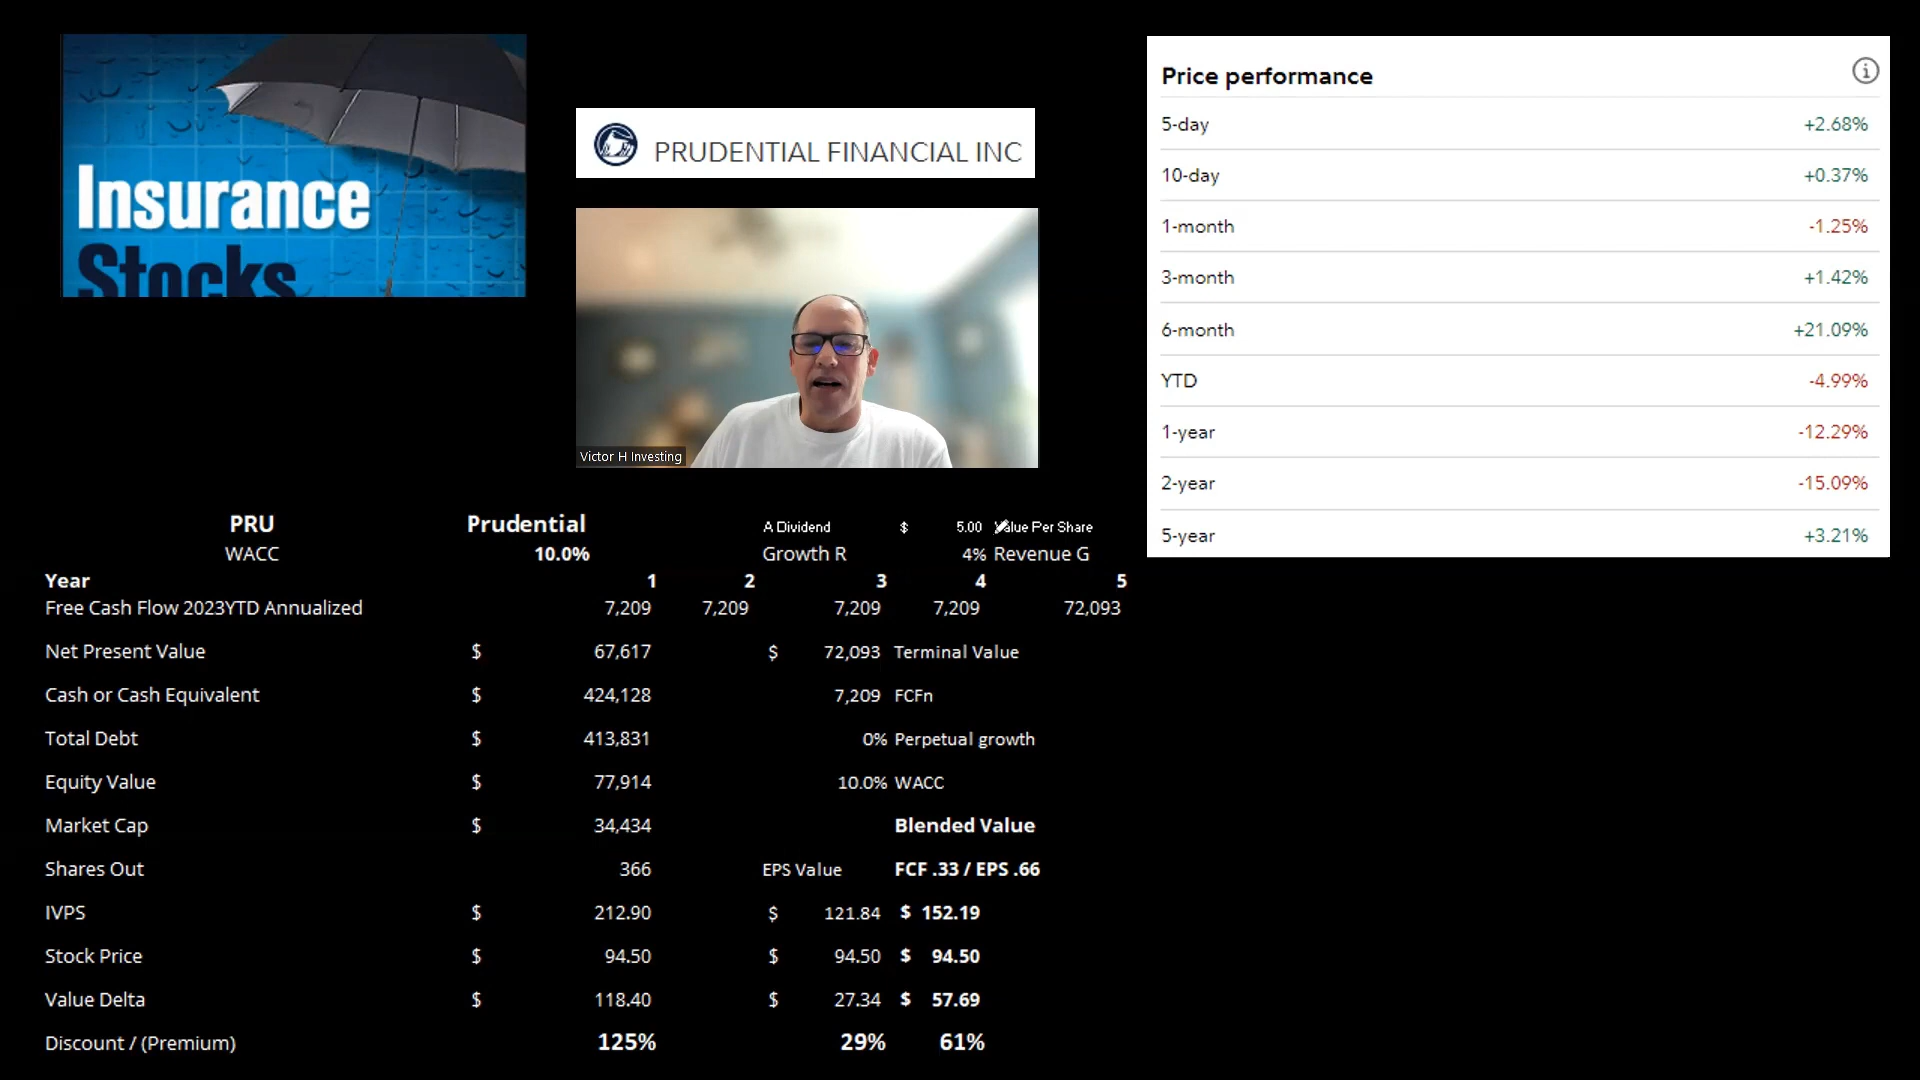 Insurance
Stocks
PRUDENTIAL FINANCIAL INC
Victor H Investing
Price performance
5-day +2.68%
10-day +0.37%
1-month -1.25%
3-month +1.42%
6-month +21.09%
YTD -4.99%
1-year -12.29%
2-year -15.09%
5-year +3.21%
PRU Prudential A Dividend $ 5.00 Value Per Share
WACC 10.0% Growth R 4% Revenue G
Year 1 2 3 4 5
Free Cash Flow 2023YTD Annualized 7,209 7,209 7,209 7,209 72,093
Net Present Value $ 67,617 $ 72,093 Terminal Value
Cash or Cash Equivalent $ 424,128 7,209 FCFn
Total Debt $ 413,831 0% Perpetual growth
Equity Value $ 77,914 10.0% WACC
Market Cap $ 34,434 Blended Value
Shares Out 366 EPS Value FCF .33 / EPS .66
IVPS $ 212.90 $ 121.84 $ 152.19
Stock Price $ 94.50 $ 94.50 $ 94.50
Value Delta $ 118.40 $ 27.34 $ 57.69
Discount / (Premium) 125% 29% 61%